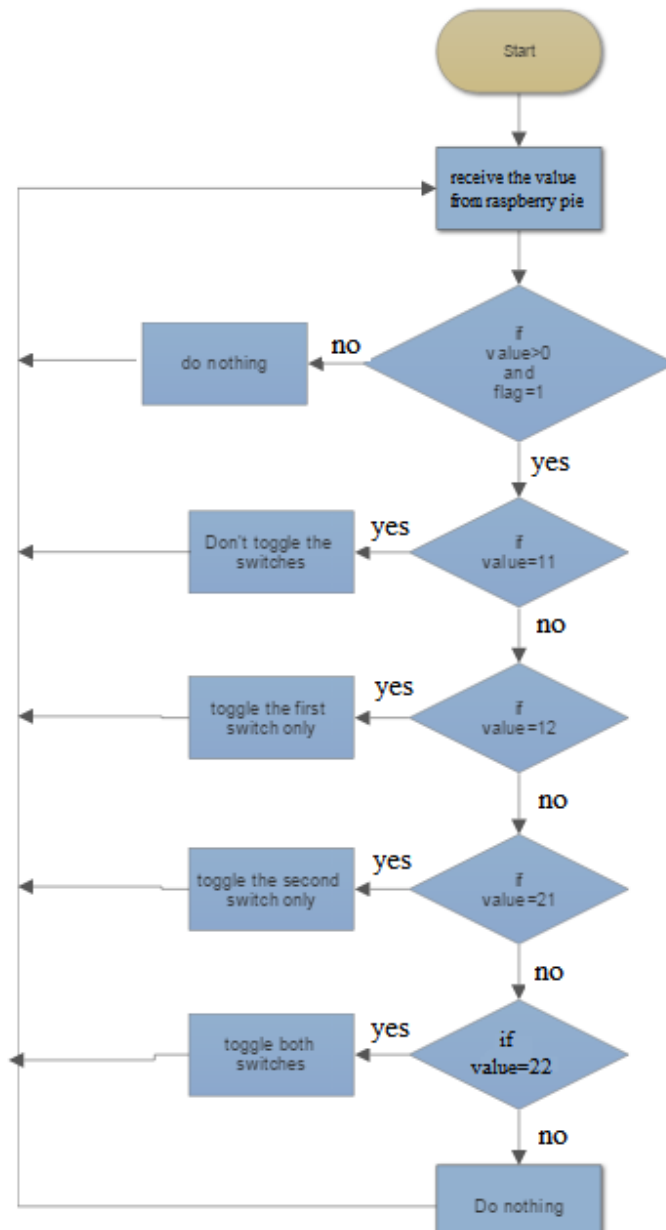 Start
receive the value
from raspberry pie
if
value>0
and
flag=1
no
do nothing
yes
if
value=11
yes
Don't toggle the
switches
no
if
value=12
yes
toggle the first
switch only
no
if
value=21
yes
toggle the second
switch only
no
if
value=22
yes
toggle both
switches
no
Do nothing